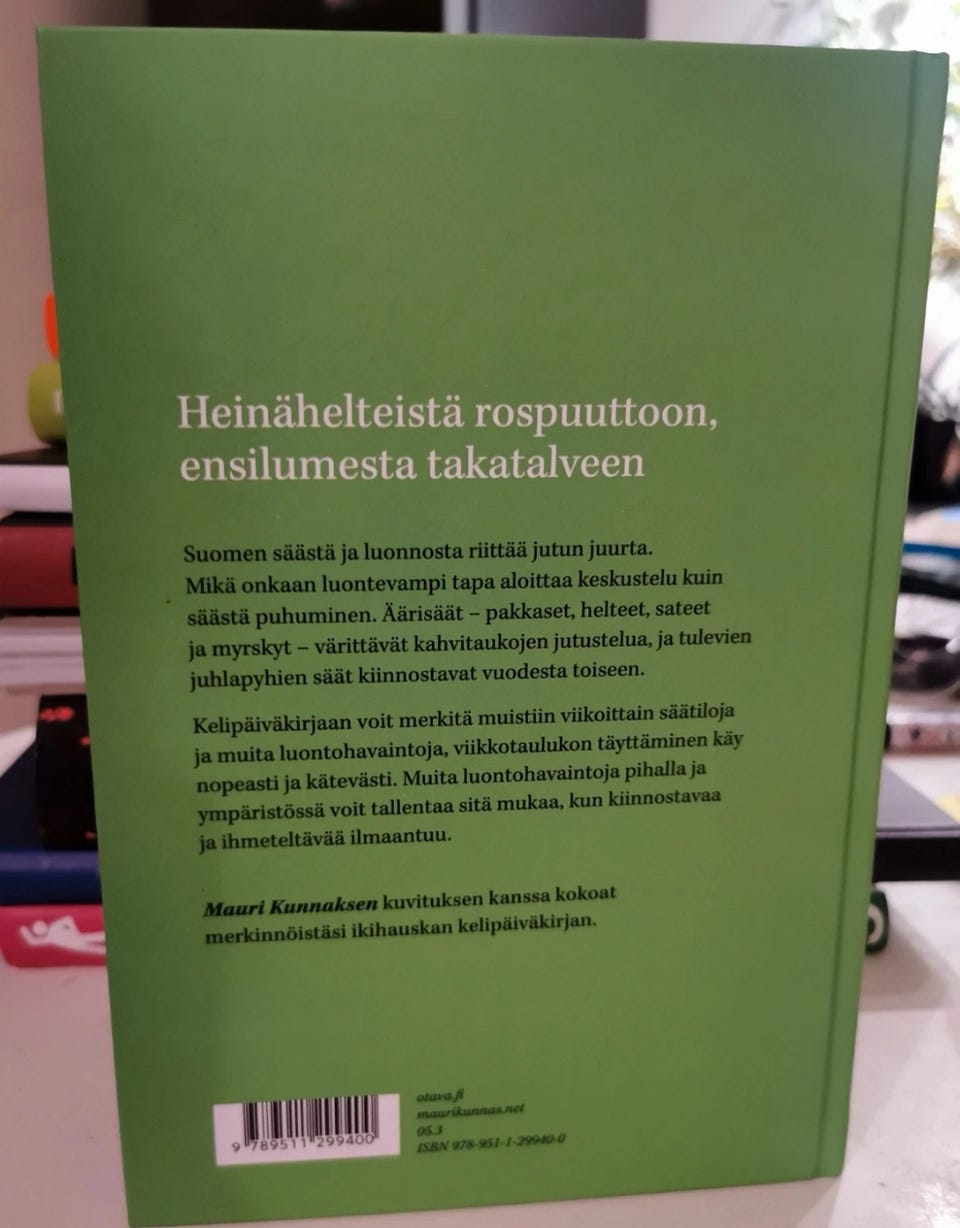 Heinähelteistä rospuuttoon,
ensilumesta takatalveen
Suomen säästä ja luonnosta riittää jutun juurta.
Mikä onkaan luontevampi tapa aloittaa keskustelu kuin
säästä puhuminen. Äärisäät – pakkaset, helteet, sateet
ja myrskyt – värittävät kahvitaukojen jutustelua, ja tulevien
juhlapyhien säät kiinnostavat vuodesta toiseen.
Kelipäiväkirjaan voit merkitä muistiin viikoittain säätiloja
ja muita luontohavaintoja, viikkotaulukon täyttäminen käy
nopeasti ja kätevästi. Muita luontohavaintoja pihalla ja
ympäristössä voit tallentaa sitä mukaa, kun kiinnostavaa
ja ihmeteltävää ilmaantuu.
Mauri Kunnaksen kuvituksen kanssa kokoat
merkinnöistäsi ikihauskan kelipäiväkirjan.
9 789511 299400
otava.fi
maurikunnas.net
05.3
ISBN 978-951-1-29940-0